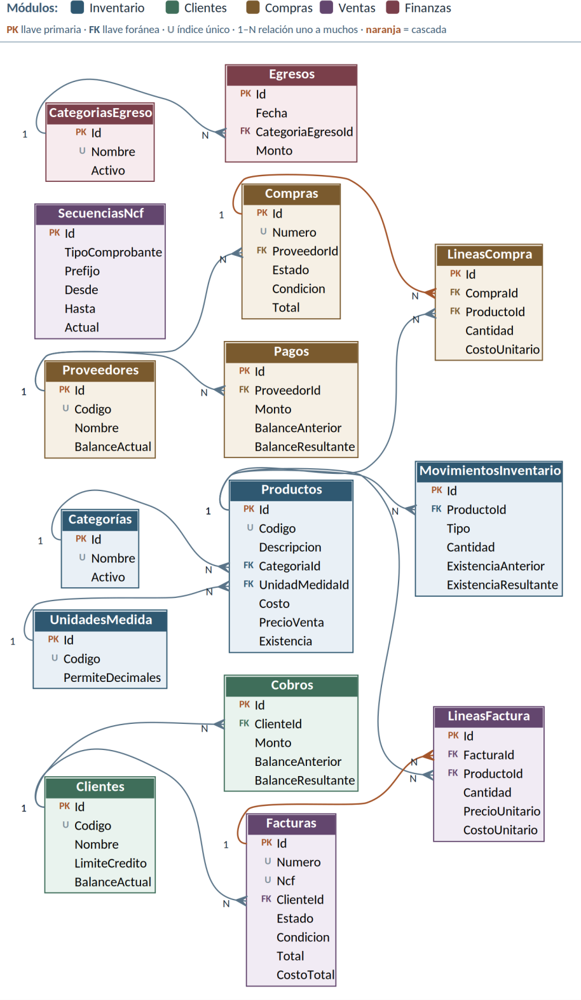 Módulos: Inventario Clientes Compras Ventas Finanzas
PK llave primaria · FK llave foránea · U índice único · 1–N relación uno a muchos · naranja = cascada
Egresos
PK Id
Fecha
FK CategoriaEgresoId
Monto
CategoriasEgreso
PK Id
U Nombre
Activo
1
N
Compras
PK Id
U Numero
FK ProveedorId
Estado
Condicion
Total
1
N
SecuenciasNcf
PK Id
TipoComprobante
Prefijo
Desde
Hasta
Actual
LineasCompra
PK Id
FK CompraId
FK ProductoId
Cantidad
CostoUnitario
N
N
Pagos
PK Id
FK ProveedorId
Monto
BalanceAnterior
BalanceResultante
N
Proveedores
PK Id
U Codigo
Nombre
BalanceActual
1
MovimientosInventario
PK Id
FK ProductoId
Tipo
Cantidad
ExistenciaAnterior
ExistenciaResultante
N
Productos
PK Id
U Codigo
Descripcion
FK CategoriaId
FK UnidadMedidaId
Costo
PrecioVenta
Existencia
1
N
N
Categorías
PK Id
U Nombre
Activo
1
UnidadesMedida
PK Id
U Codigo
PermiteDecimales
1
Cobros
PK Id
FK ClienteId
Monto
BalanceAnterior
BalanceResultante
N
LineasFactura
PK Id
FK FacturaId
FK ProductoId
Cantidad
PrecioUnitario
CostoUnitario
N
N
Clientes
PK Id
U Codigo
Nombre
LimiteCredito
BalanceActual
1
Facturas
PK Id
U Numero
U Ncf
FK ClienteId
Estado
Condicion
Total
CostoTotal
1
N